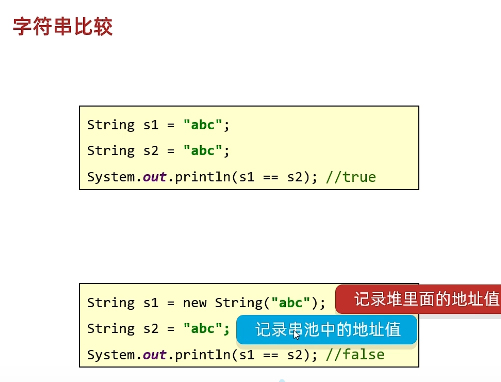 字符串比较
String s1 = "abc";
String s2 = "abc";
System.out.println(s1 == s2); //true
String s1 = new String("abc"); 记录堆里面的地址值
String s2 = "abc"; 记录串池中的地址值
System.out.println(s1 == s2); //false